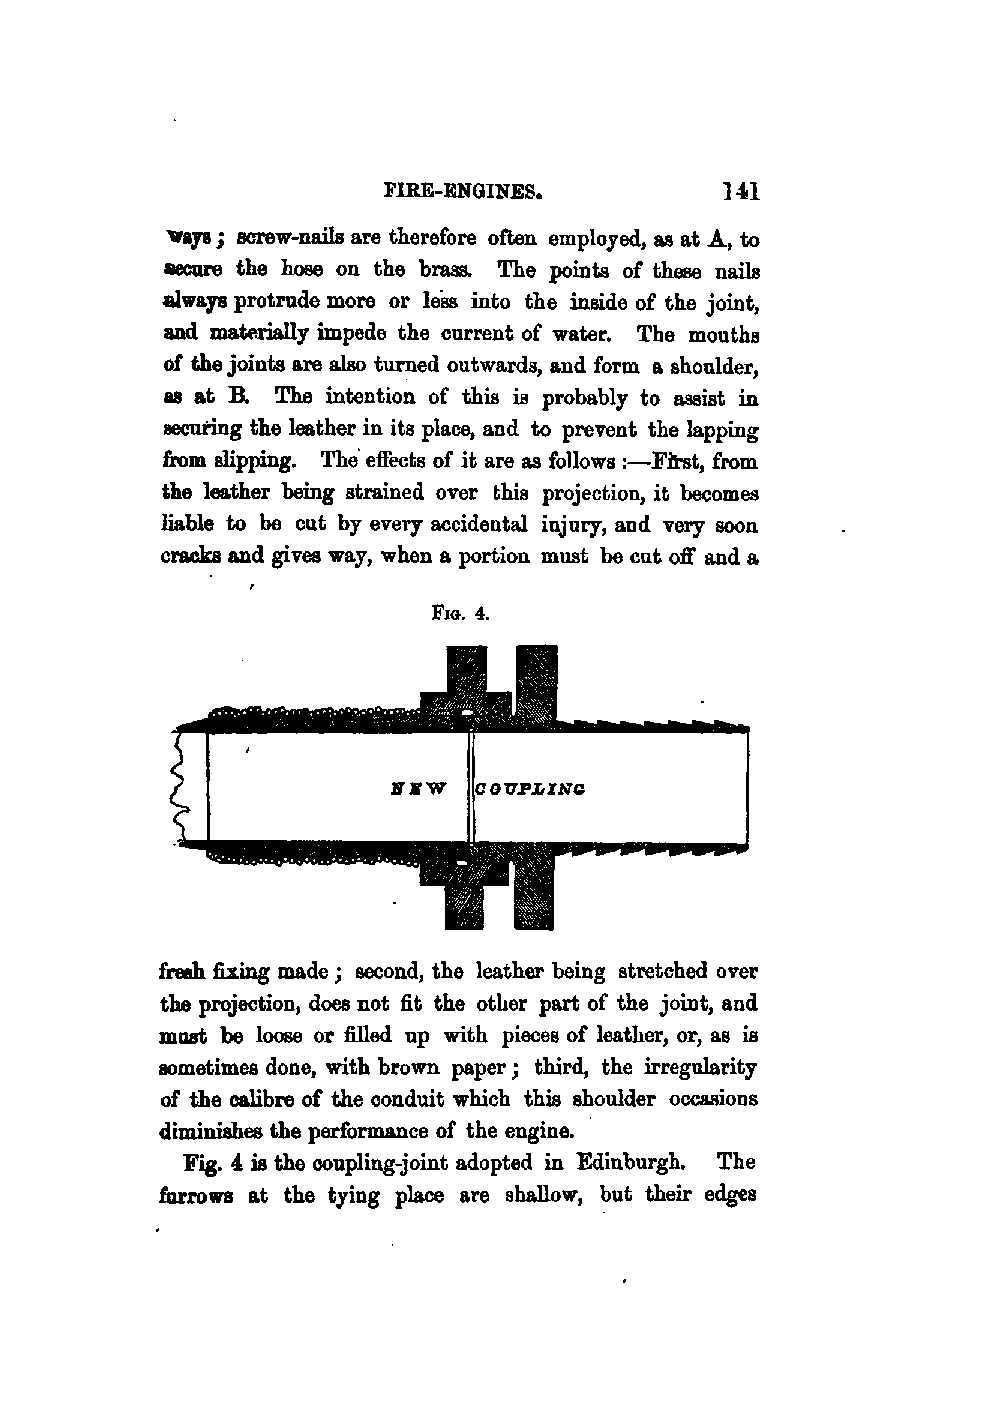 FIRE-ENGINES. 141
ways; screw-nails are therefore often employed, as at A, to
secure the hose on the brass. The points of these nails
always protrude more or less into the inside of the joint,
and materially impede the current of water. The mouths
of the joints are also turned outwards, and form a shoulder,
as at B. The intention of this is probably to assist in
securing the leather in its place, and to prevent the lapping
from slipping. The effects of it are as follows :—First, from
the leather being strained over this projection, it becomes
liable to be cut by every accidental injury, and very soon
cracks and gives way, when a portion must be cut off and a
FIG. 4.
NEW COUPLING
fresh fixing made; second, the leather being stretched over
the projection, does not fit the other part of the joint, and
must be loose or filled up with pieces of leather, or, as is
sometimes done, with brown paper; third, the irregularity
of the calibre of the conduit which this shoulder occasions
diminishes the performance of the engine.
Fig. 4 is the coupling-joint adopted in Edinburgh. The
furrows at the tying place are shallow, but their edges